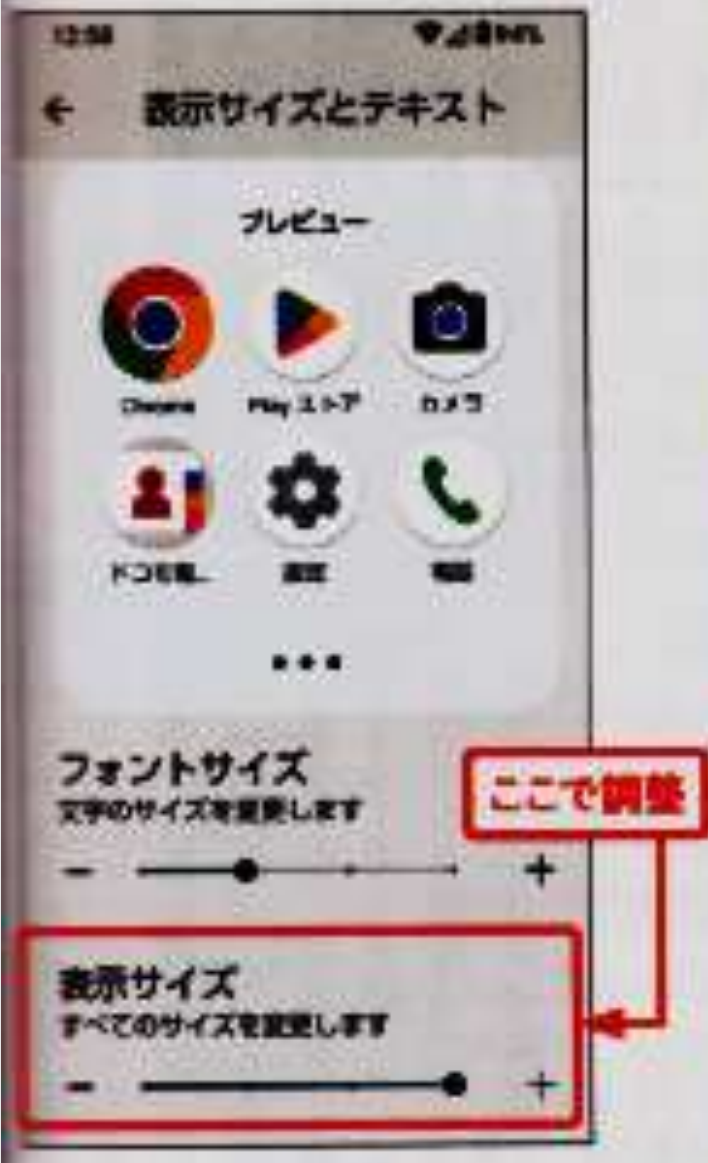 12:58
← 表示サイズとテキスト
プレビュー
Chrome Play ストア カメラ
ドコモ電… 設定 電話
フォントサイズ
文字のサイズを変更します
− +
ここで調整
表示サイズ
すべてのサイズを変更します
− +